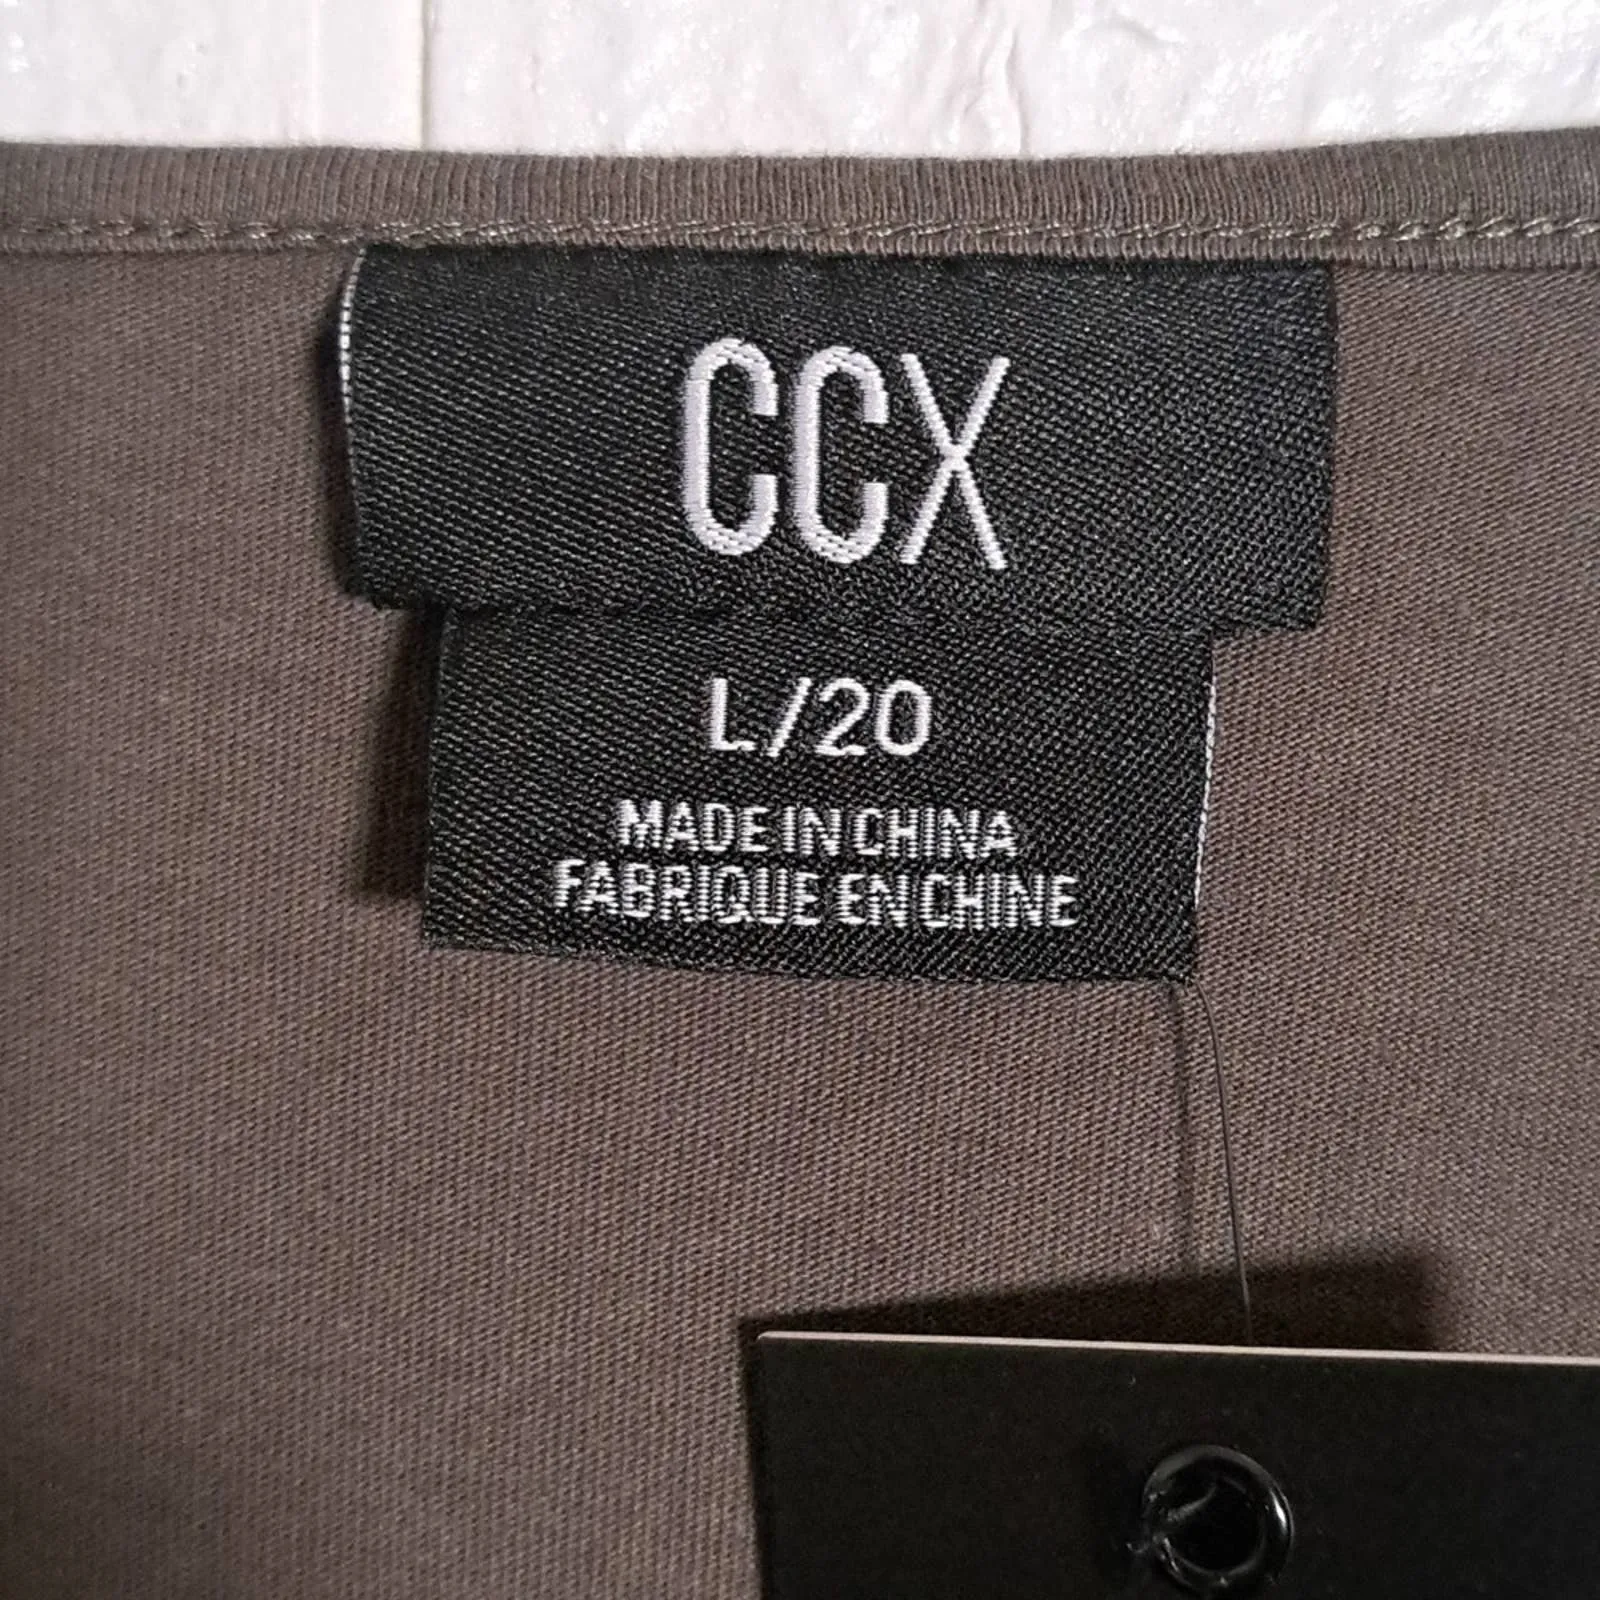 CCX
L/20
MADE IN CHINA
FABRIQUE EN CHINE